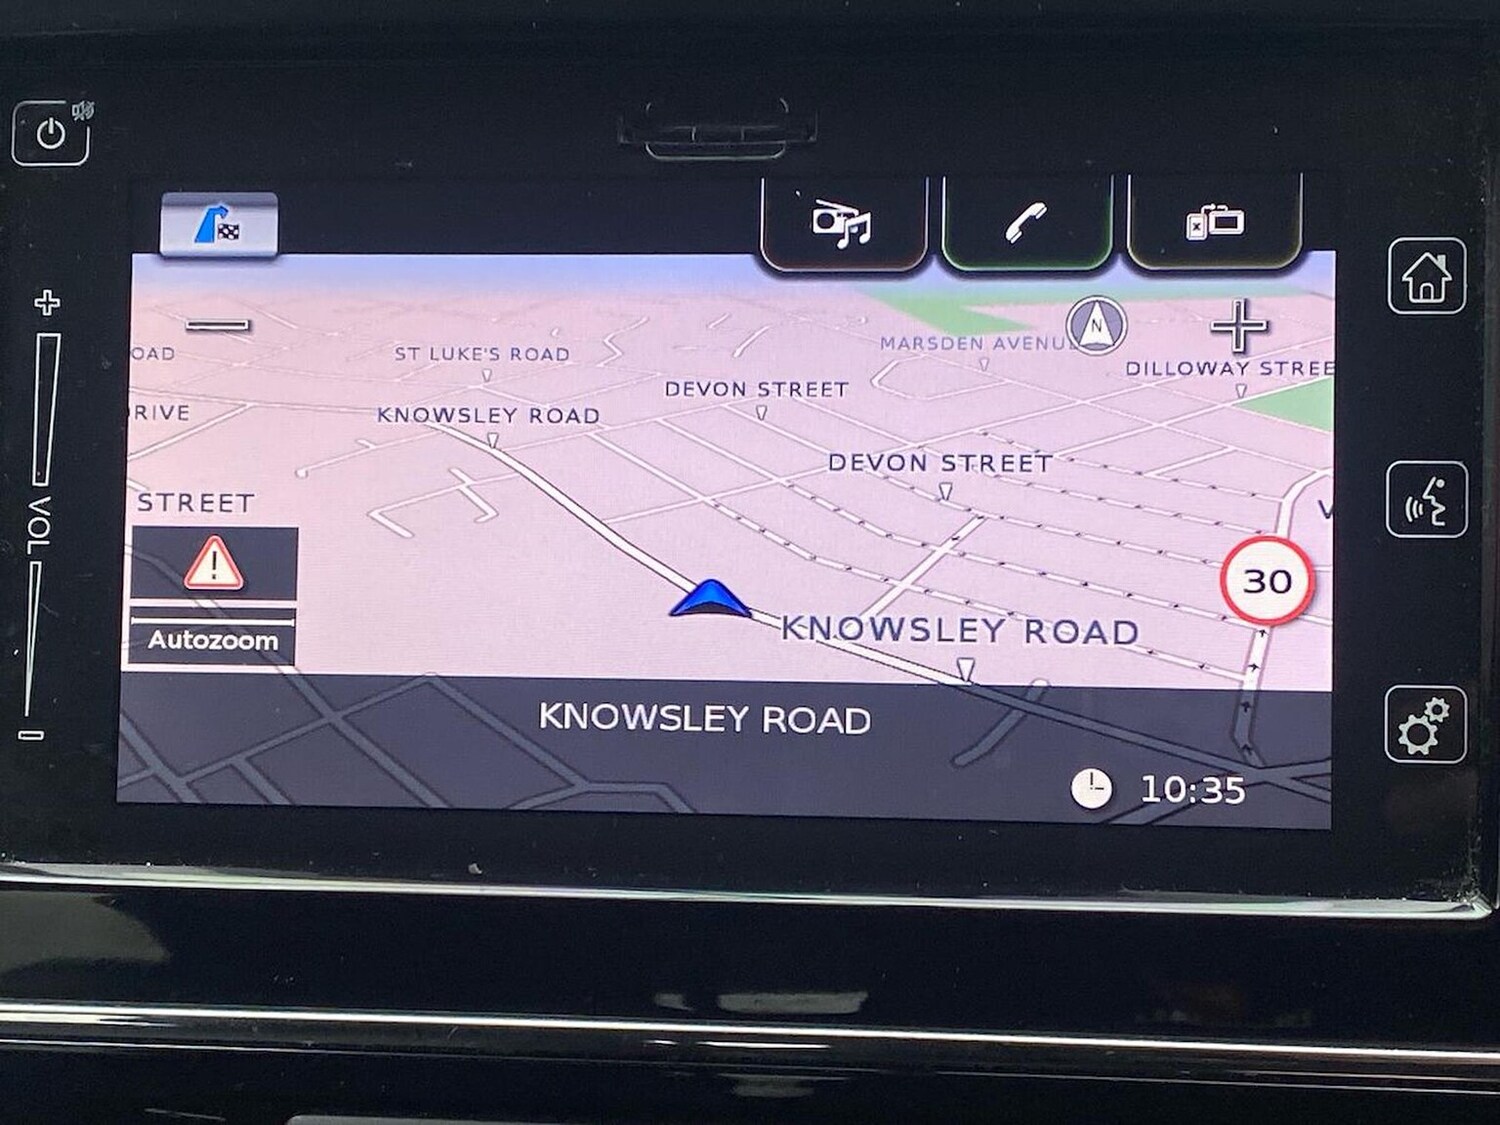 N
MARSDEN AVENU
OAD
ST LUKE'S ROAD
DILLOWAY STREE
DEVON STREET
RIVE
KNOWSLEY ROAD
DEVON STREET
STREET
VOL
V
30
Autozoom
KNOWSLEY ROAD
KNOWSLEY ROAD
10:35